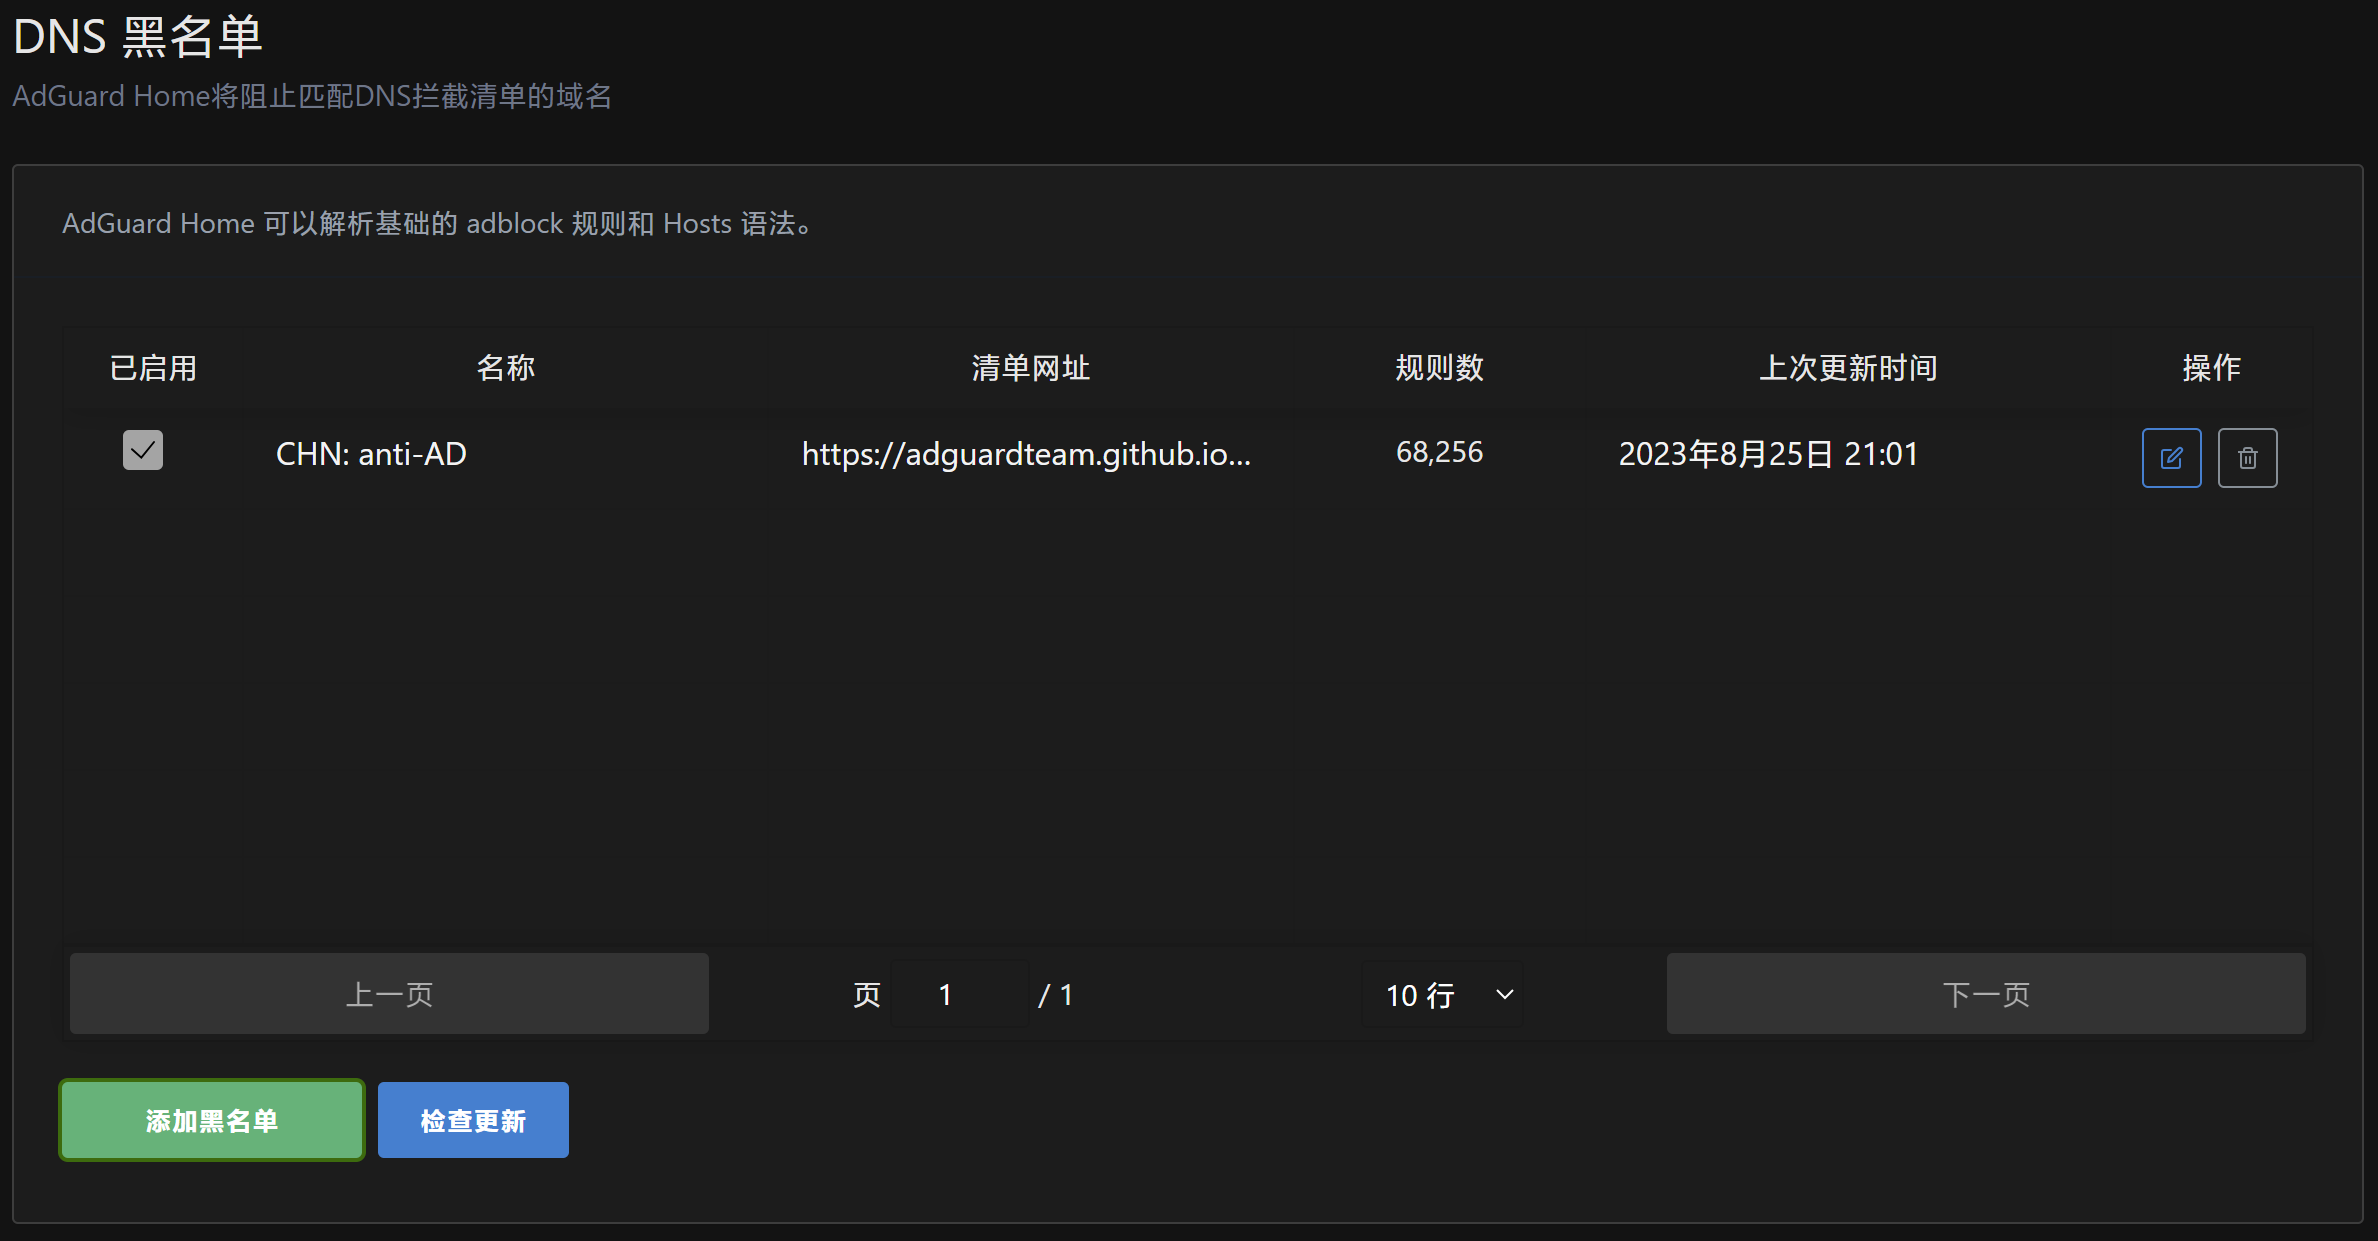 DNS 黑名单
AdGuard Home将阻止匹配DNS拦截清单的域名
AdGuard Home 可以解析基础的 adblock 规则和 Hosts 语法。
已启用 名称 清单网址 规则数 上次更新时间 操作
CHN: anti-AD https://adguardteam.github.io... 68,256 2023年8月25日 21:01
上一页 页 1 / 1 10 行 下一页
添加黑名单 检查更新